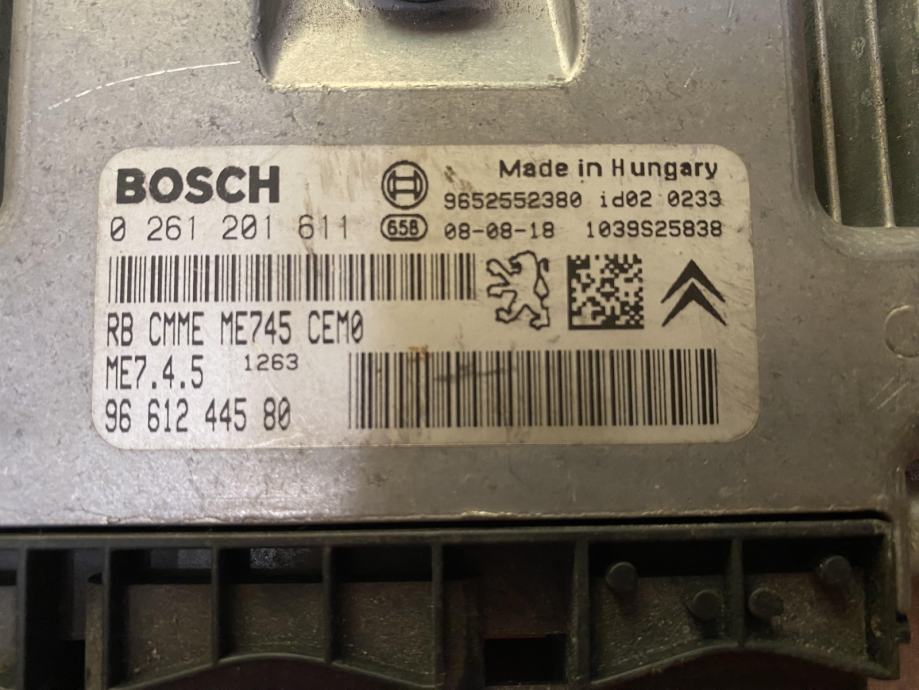 BOSCH
Made in Hungary
9652552380 id02 0233
0 261 201 611
658
08-08-18 1039S25838
RB CMME ME745 CEM0
ME7.4.5 1263
96 612 445 80